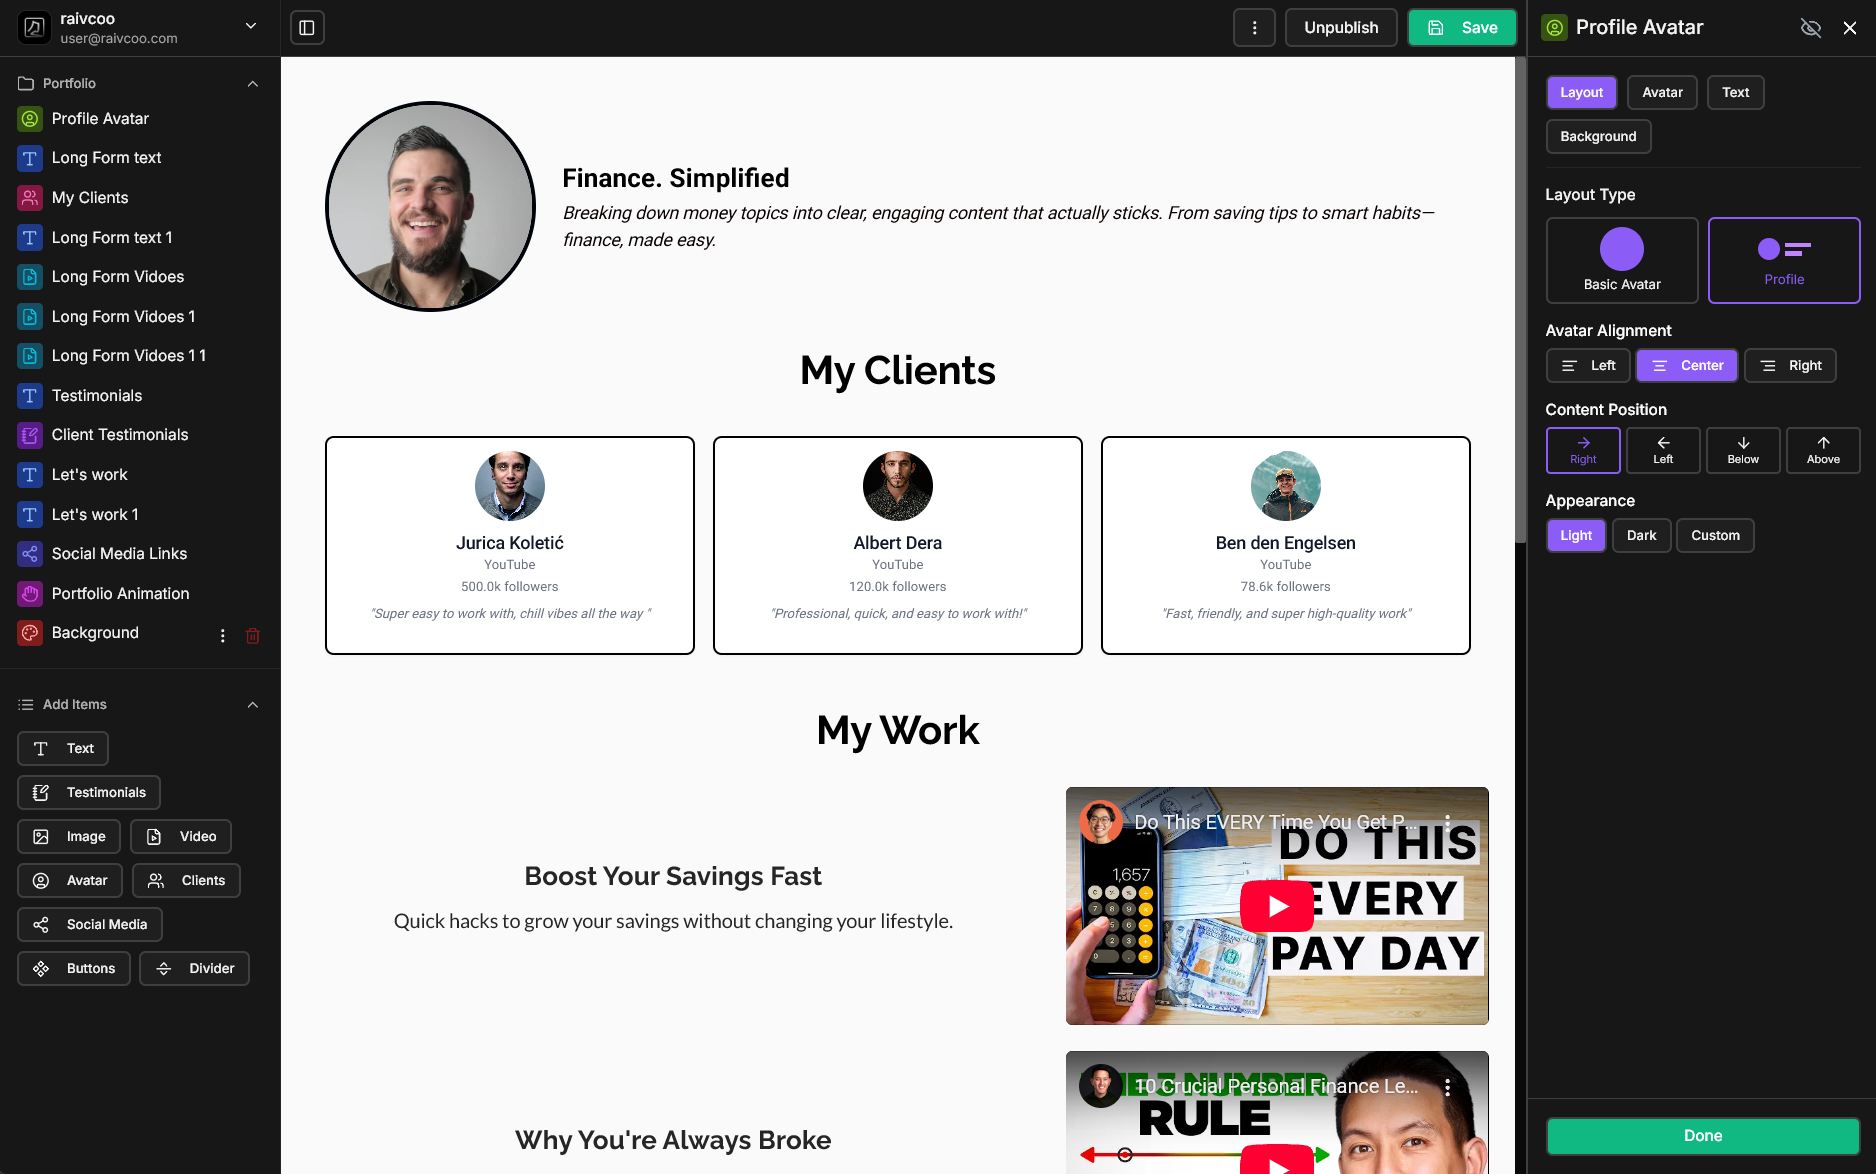 raivcoo
user@raivcoo.com
Portfolio
Profile Avatar
Long Form text
My Clients
Long Form text 1
Long Form Vidoes
Long Form Vidoes 1
Long Form Vidoes 1 1
Testimonials
Client Testimonials
Let's work
Let's work 1
Social Media Links
Portfolio Animation
Background
Add Items
Text
Testimonials
Image
Video
Avatar
Clients
Social Media
Buttons
Divider
Unpublish
Save
Finance. Simplified
Breaking down money topics into clear, engaging content that actually sticks. From saving tips to smart habits—
finance, made easy.
My Clients
Jurica Koletić
YouTube
500.0k followers
"Super easy to work with, chill vibes all the way "
Albert Dera
YouTube
120.0k followers
"Professional, quick, and easy to work with!"
Ben den Engelsen
YouTube
78.6k followers
"Fast, friendly, and super high-quality work"
My Work
Boost Your Savings Fast
Quick hacks to grow your savings without changing your lifestyle.
Do This EVERY Time You Get P...
DO THIS
EVERY
PAY DAY
1,657
Why You're Always Broke
10 Crucial Personal Finance Le...
NUMBER
RULE
Profile Avatar
Layout
Avatar
Text
Background
Layout Type
Basic Avatar
Profile
Avatar Alignment
Left
Center
Right
Content Position
Right
Left
Below
Above
Appearance
Light
Dark
Custom
Done